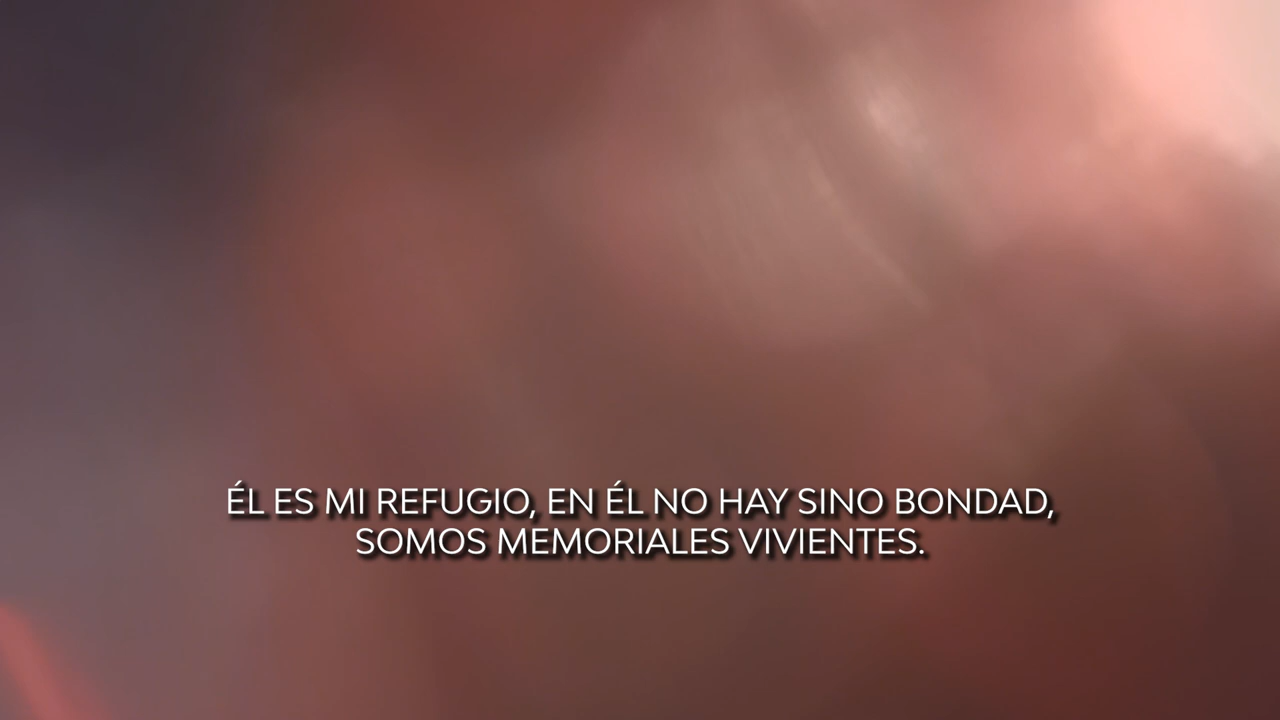 ÉL ES MI REFUGIO, EN ÉL NO HAY SINO BONDAD,
SOMOS MEMORIALES VIVIENTES.